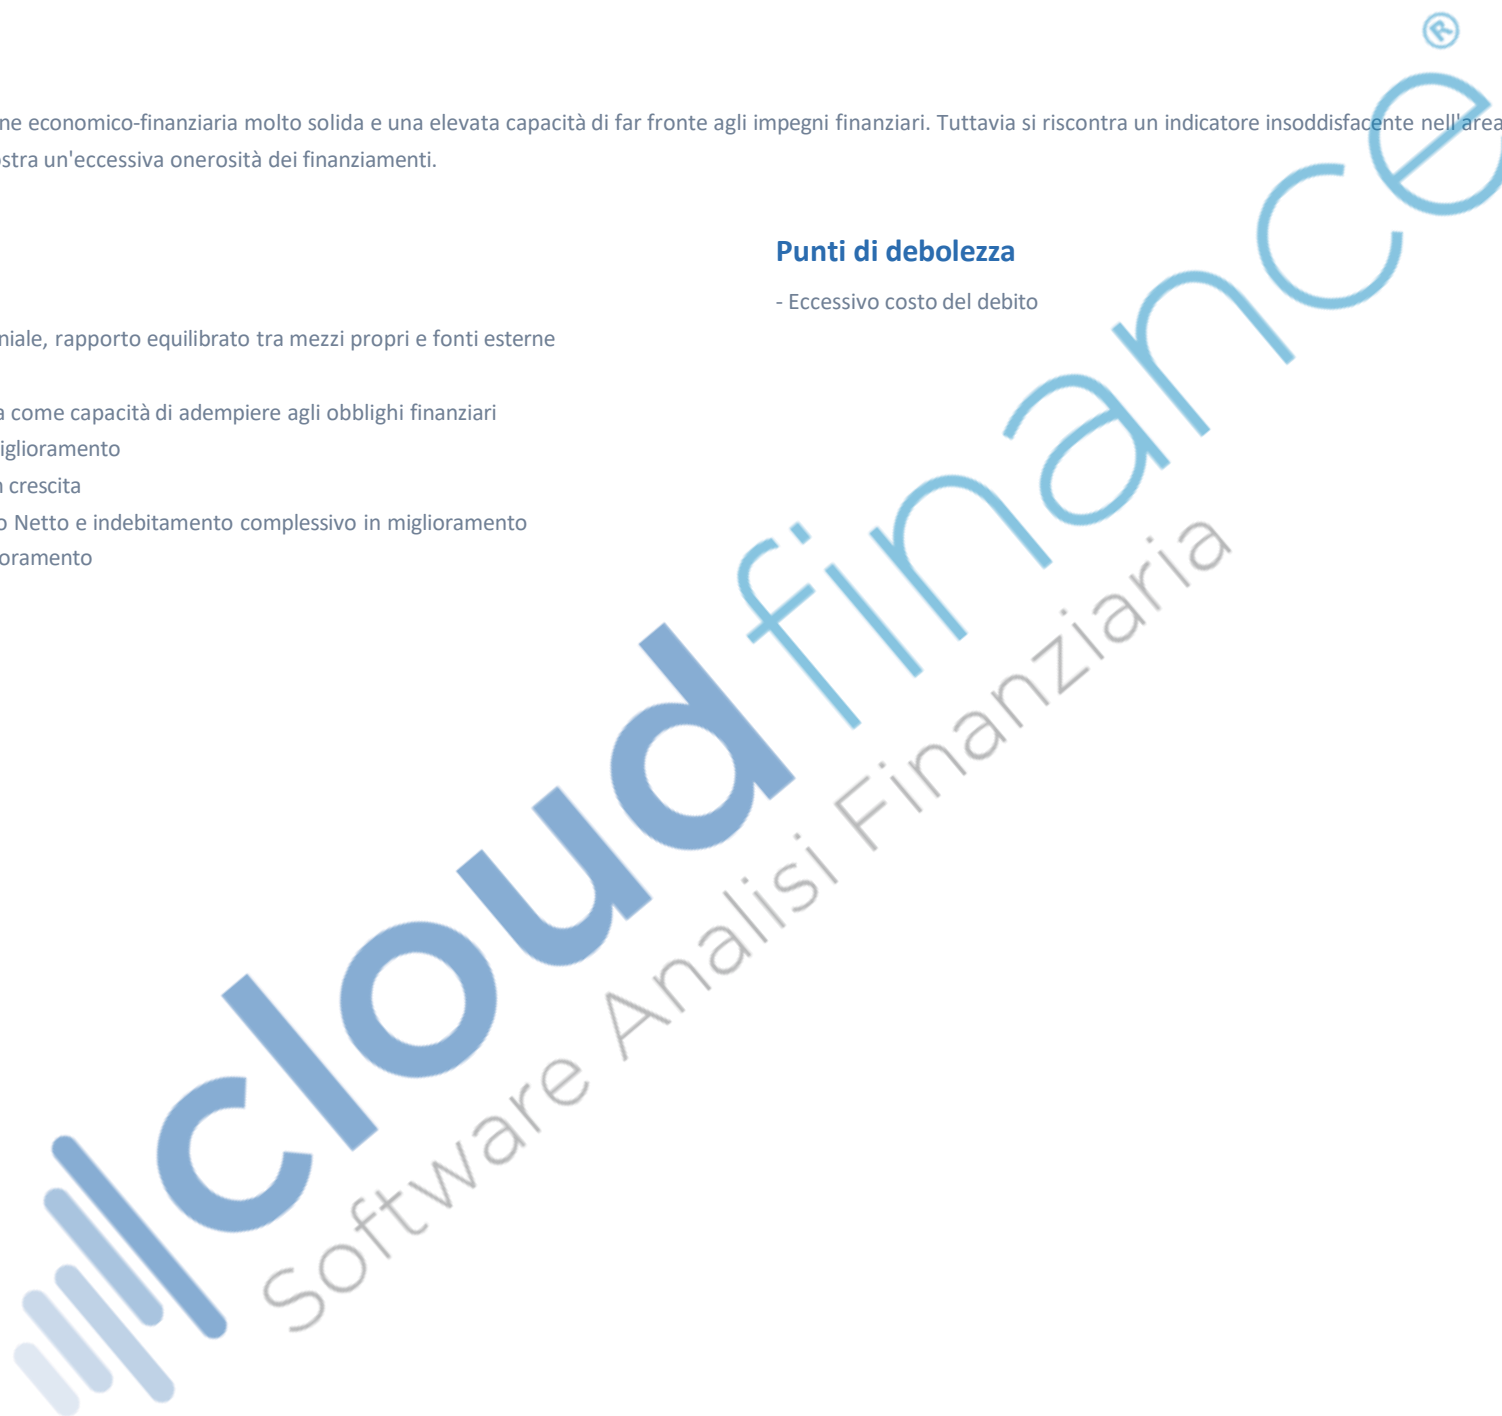 ne economico-finanziaria molto solida e una elevata capacità di far fronte agli impegni finanziari. Tuttavia si riscontra un indicatore insoddisfacente nell'area
ostra un'eccessiva onerosità dei finanziamenti.
Punti di debolezza
- Eccessivo costo del debito
niale, rapporto equilibrato tra mezzi propri e fonti esterne
a come capacità di adempiere agli obblighi finanziari
iglioramento
n crescita
o Netto e indebitamento complessivo in miglioramento
oramento
cloudfinance®
Software Analisi Finanziaria